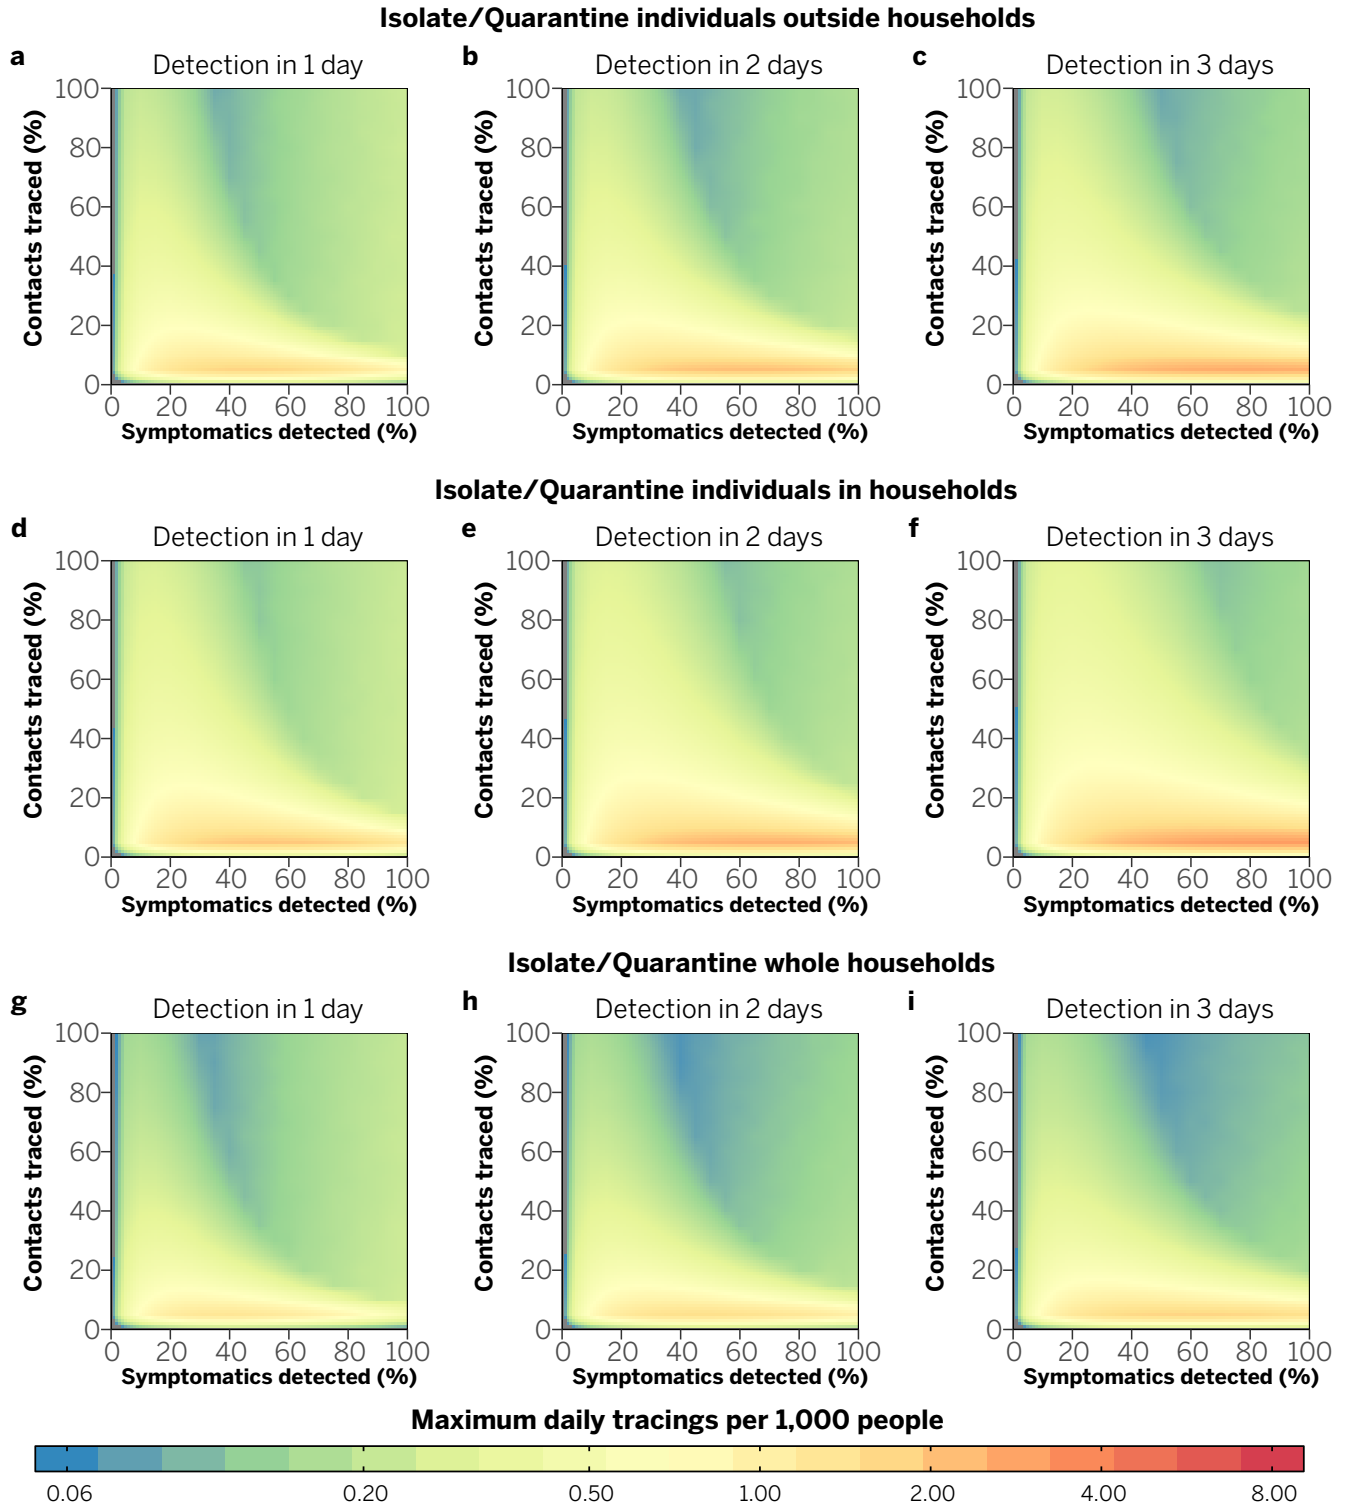 Isolate/Quarantine individuals outside households
a b c
Detection in 1 day Detection in 2 days Detection in 3 days
Contacts traced (%) Contacts traced (%) Contacts traced (%)
100 100 100
80 80 80
60 60 60
40 40 40
20 20 20
0 0 0
0 20 40 60 80 100 0 20 40 60 80 100 0 20 40 60 80 100
Symptomatics detected (%) Symptomatics detected (%) Symptomatics detected (%)
Isolate/Quarantine individuals in households
d e f
Detection in 1 day Detection in 2 days Detection in 3 days
Contacts traced (%) Contacts traced (%) Contacts traced (%)
100 100 100
80 80 80
60 60 60
40 40 40
20 20 20
0 0 0
0 20 40 60 80 100 0 20 40 60 80 100 0 20 40 60 80 100
Symptomatics detected (%) Symptomatics detected (%) Symptomatics detected (%)
Isolate/Quarantine whole households
g h i
Detection in 1 day Detection in 2 days Detection in 3 days
Contacts traced (%) Contacts traced (%) Contacts traced (%)
100 100 100
80 80 80
60 60 60
40 40 40
20 20 20
0 0 0
0 20 40 60 80 100 0 20 40 60 80 100 0 20 40 60 80 100
Symptomatics detected (%) Symptomatics detected (%) Symptomatics detected (%)
Maximum daily tracings per 1,000 people
0.06 0.20 0.50 1.00 2.00 4.00 8.00